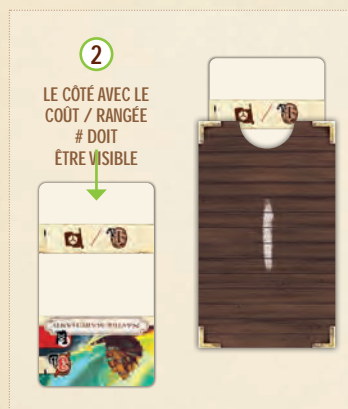 2
LE CÔTÉ AVEC LE
COÛT / RANGÉE
# DOIT
ÊTRE VISIBLE
/
/